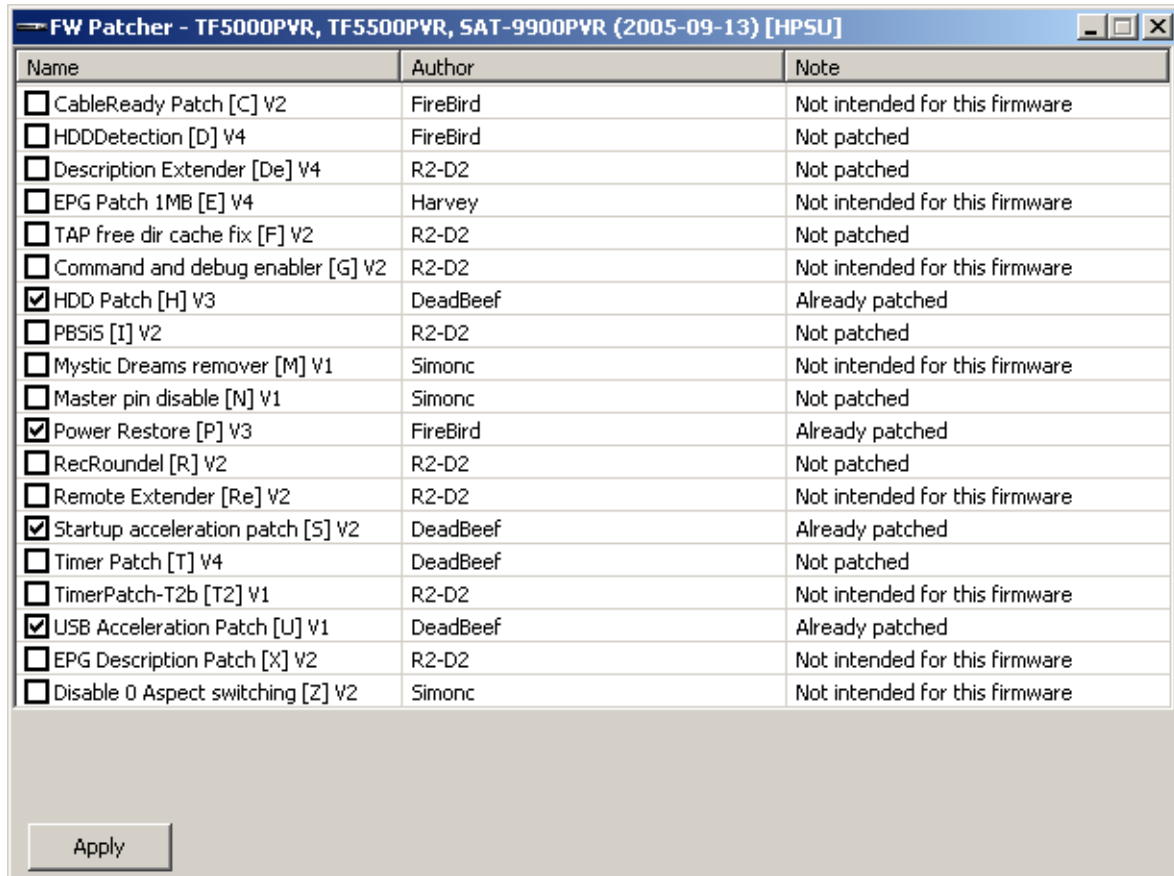 FW Patcher - TF5000PVR, TF5500PVR, SAT-9900PVR (2005-09-13) [HPSU]
Name Author Note
CableReady Patch [C] V2 FireBird Not intended for this firmware
HDDDetection [D] V4 FireBird Not patched
Description Extender [De] V4 R2-D2 Not patched
EPG Patch 1MB [E] V4 Harvey Not intended for this firmware
TAP free dir cache fix [F] V2 R2-D2 Not patched
Command and debug enabler [G] V2 R2-D2 Not intended for this firmware
HDD Patch [H] V3 DeadBeef Already patched
PBSiS [I] V2 R2-D2 Not patched
Mystic Dreams remover [M] V1 Simonc Not intended for this firmware
Master pin disable [N] V1 Simonc Not patched
Power Restore [P] V3 FireBird Already patched
RecRoundel [R] V2 R2-D2 Not patched
Remote Extender [Re] V2 R2-D2 Not intended for this firmware
Startup acceleration patch [S] V2 DeadBeef Already patched
Timer Patch [T] V4 DeadBeef Not patched
TimerPatch-T2b [T2] V1 R2-D2 Not intended for this firmware
USB Acceleration Patch [U] V1 DeadBeef Already patched
EPG Description Patch [X] V2 R2-D2 Not intended for this firmware
Disable 0 Aspect switching [Z] V2 Simonc Not intended for this firmware
Apply